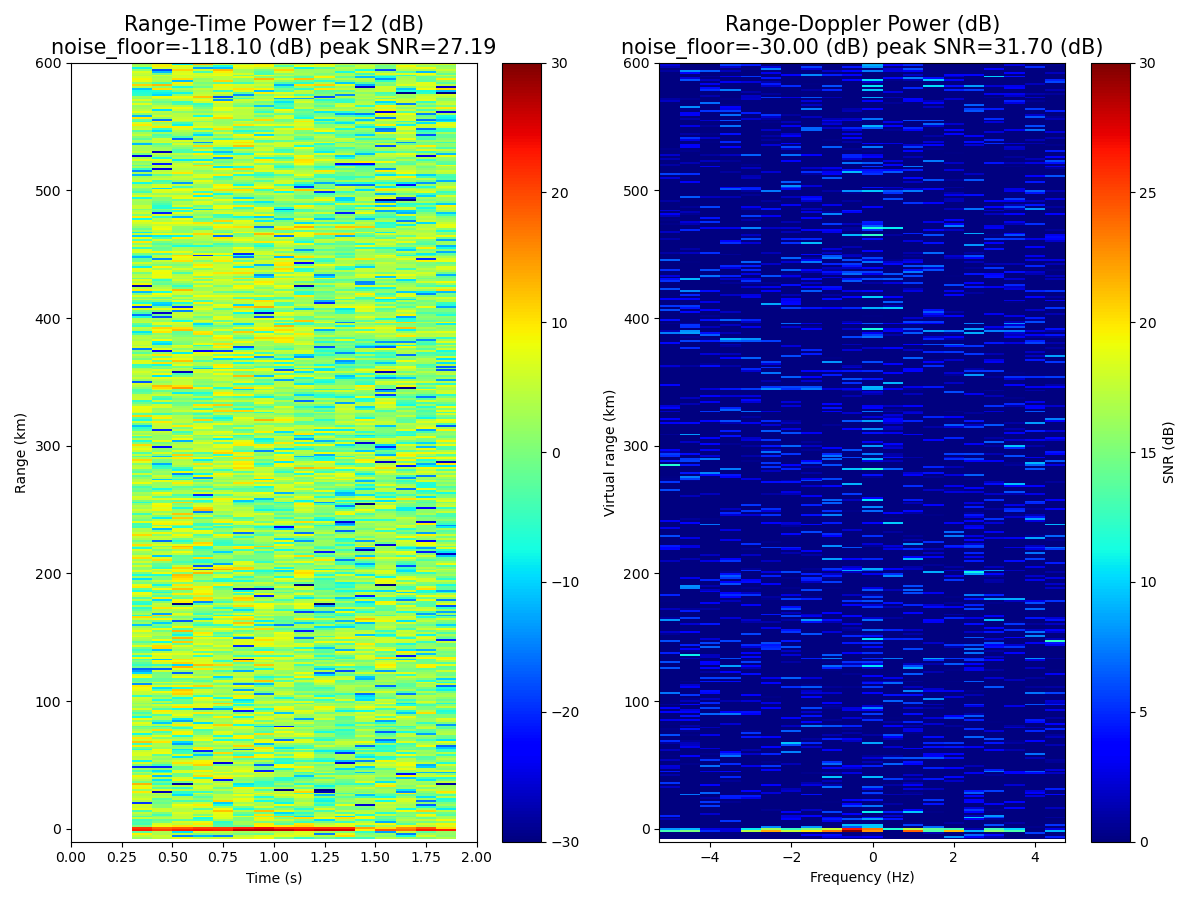 Range-Time Power f=12 (dB)
noise_floor=-118.10 (dB) peak SNR=27.19
Range (km)
600
500
400
300
200
100
0
0.00 0.25 0.50 0.75 1.00 1.25 1.50 1.75 2.00
Time (s)
30
20
10
0
−10
−20
−30
Range-Doppler Power (dB)
noise_floor=-30.00 (dB) peak SNR=31.70 (dB)
Virtual range (km)
600
500
400
300
200
100
0
−4 −2 0 2 4
Frequency (Hz)
30
25
20
15
10
5
0
SNR (dB)